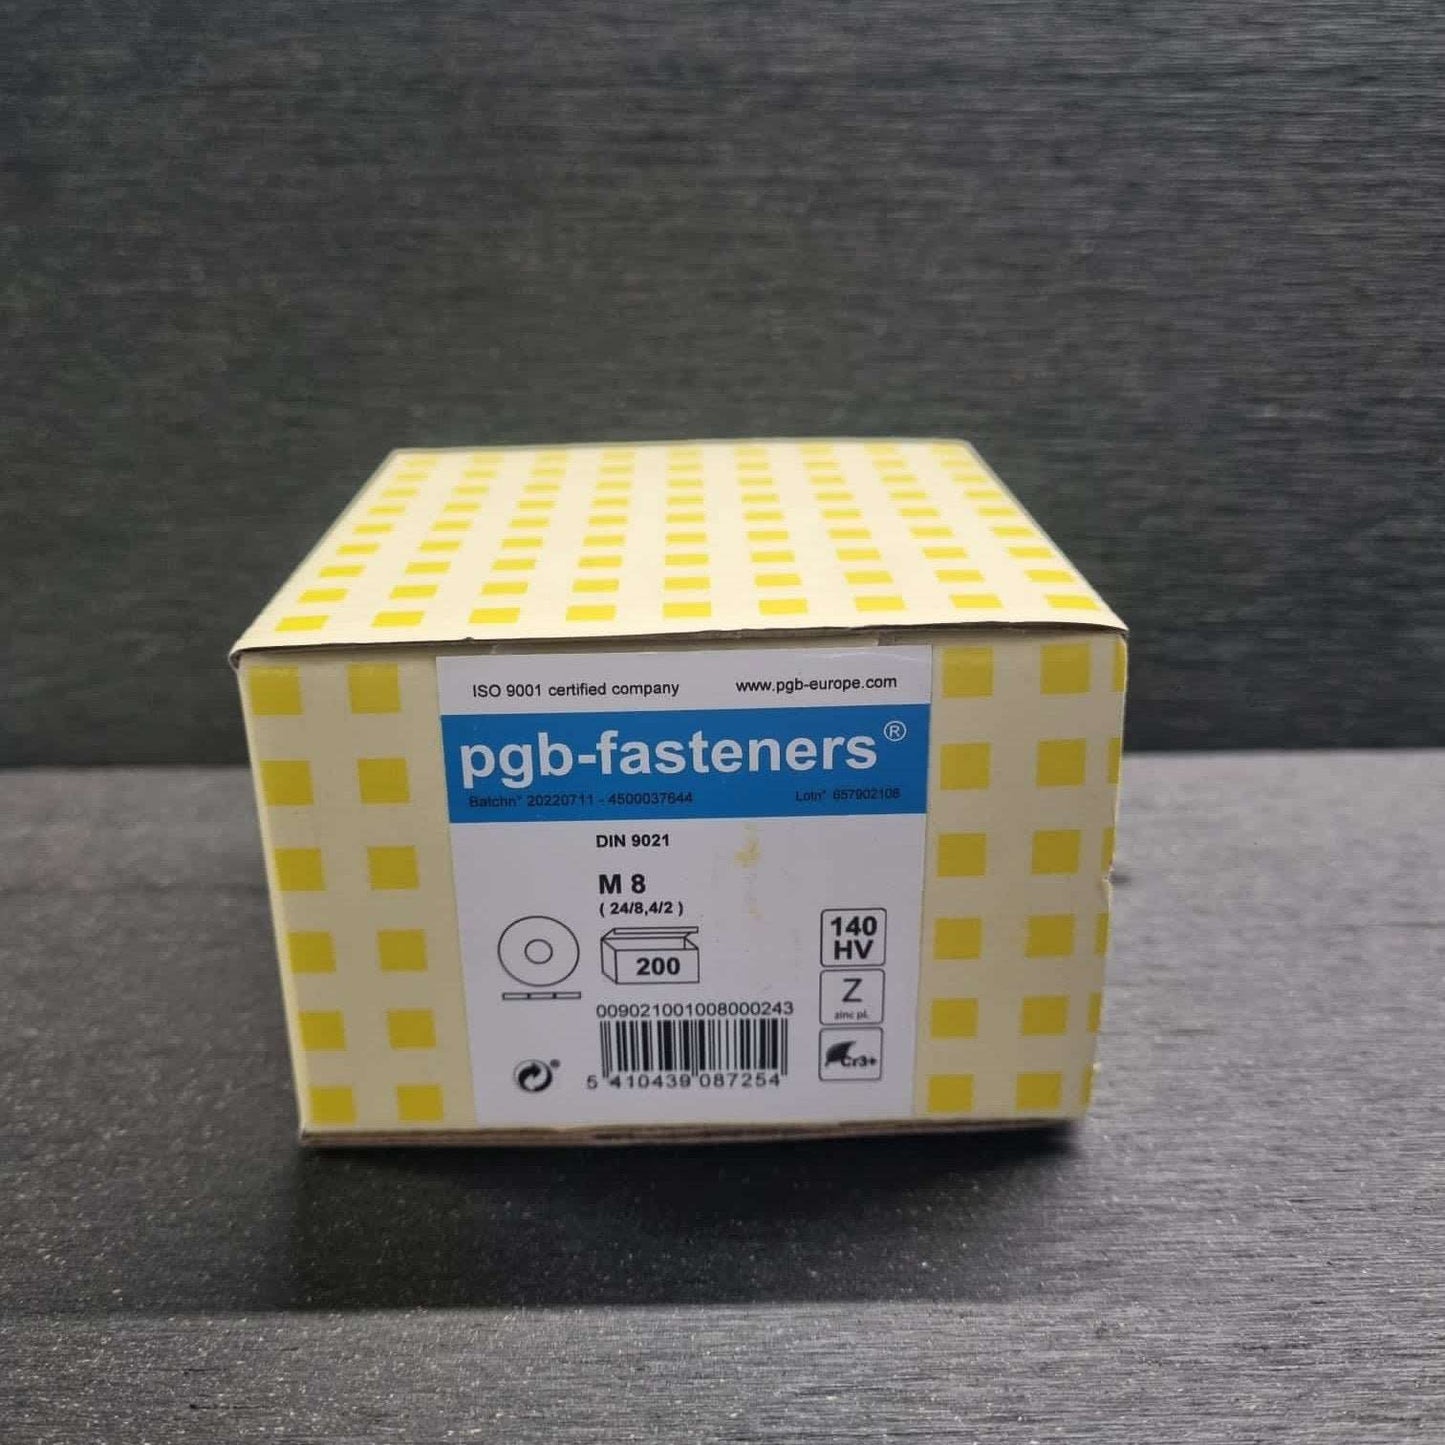 ISO 9001 certified company www.pgb-europe.com
pgb-fasteners®
Batchn° 20220711 - 4500037644 Lotn° 657902106
DIN 9021
M 8
( 24/8,4/2 )
200
140
HV
Z
zinc pl.
Cr3+
009021001008000243
5 410439 087254